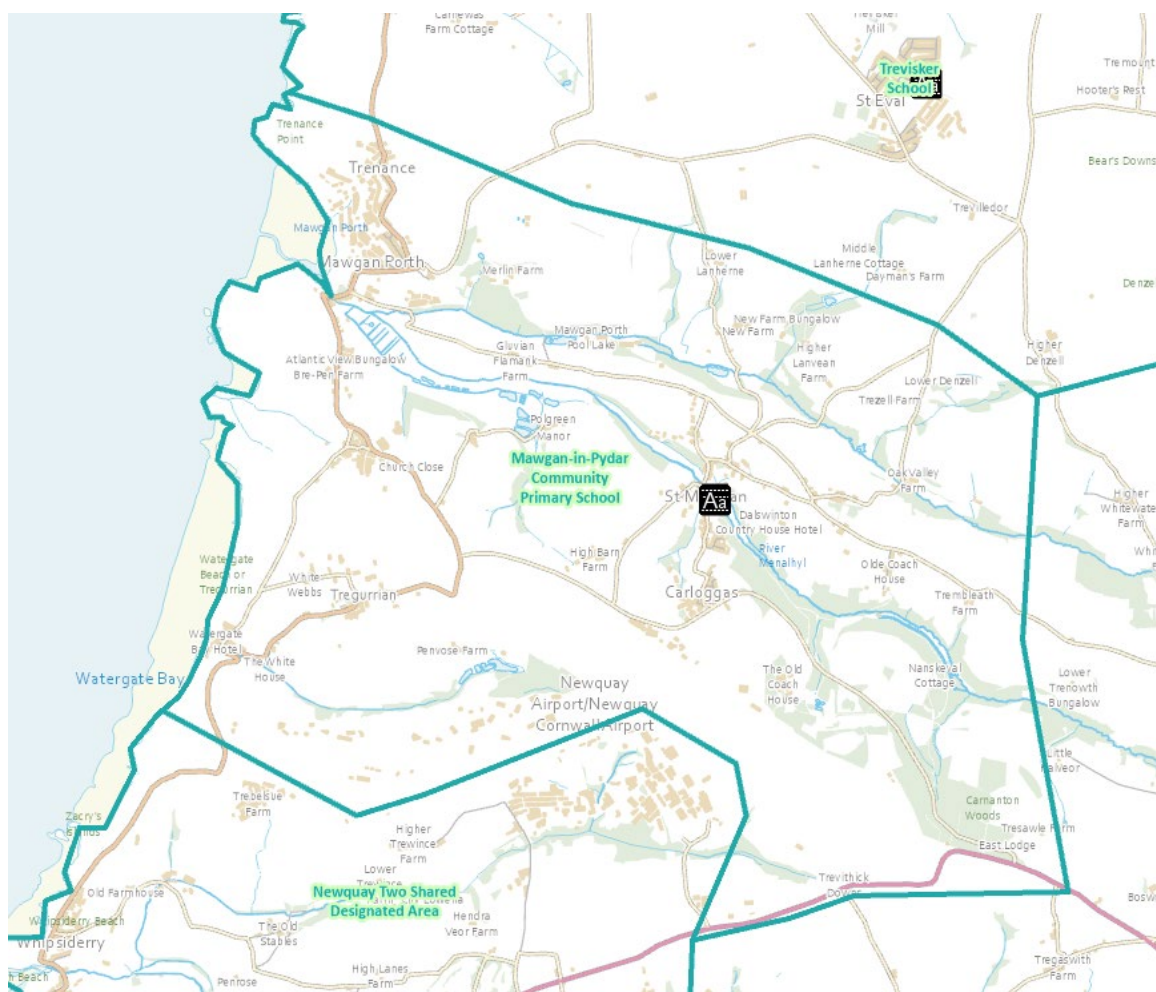 Carnewas
Farm Cottage
Mill
Trevisker
School
St Eval
Tremount
Hooter's Rest
Trenance
Point
Trenance
Bear's Downs
Trevilledor
Mawgan Porth
Mawgan Porth
Merlin Farm
Lower
Lanherne
Middle
Lanherne Cottage
Dayman's Farm
Denze
New Farm Bungalow
New Farm
Mawgan Porth
Pool Lake
Higher
Denzell
Atlantic View Bungalow
Bre-Pen Farm
Gluvian
Flamank
Farm
Higher
Lanvean
Farm
Lower Denzell
Trezell Farm
Polgreen
Manor
Church Close
Mawgan-in-Pydar
Community
Primary School
Oak Valley
Farm
Aa
Higher
Whitewater
Farm
Dalswinton
Country House Hotel
River
Menalhyl
High Barn
Farm
Olde Coach
House
Watergate
Beach or
Tregurrian
White
Webbs
Tregurrian
Carloggas
Trembleath
Farm
Watergate
Bay Hotel
The White
House
Penvose Farm
Watergate Bay
Newquay
Airport/Newquay
Cornwall Airport
The Old
Coach
House
Nanskeval
Cottage
Lower
Trenowth
Bungalow
Little
Trebelsue
Farm
Carnanton
Woods
Zacry's
Higher
Trewince
Farm
Tresawle Farm
East Lodge
Lower
Trevithick
Downs
Old Farmhouse
Newquay Two Shared
Designated Area
Whipsiderry Beach
Whipsiderry
The Old
Stables
Hendra
Veor Farm
Bosw
Penrose
High Lanes
Farm
Tregaswith
Farm
h Beach